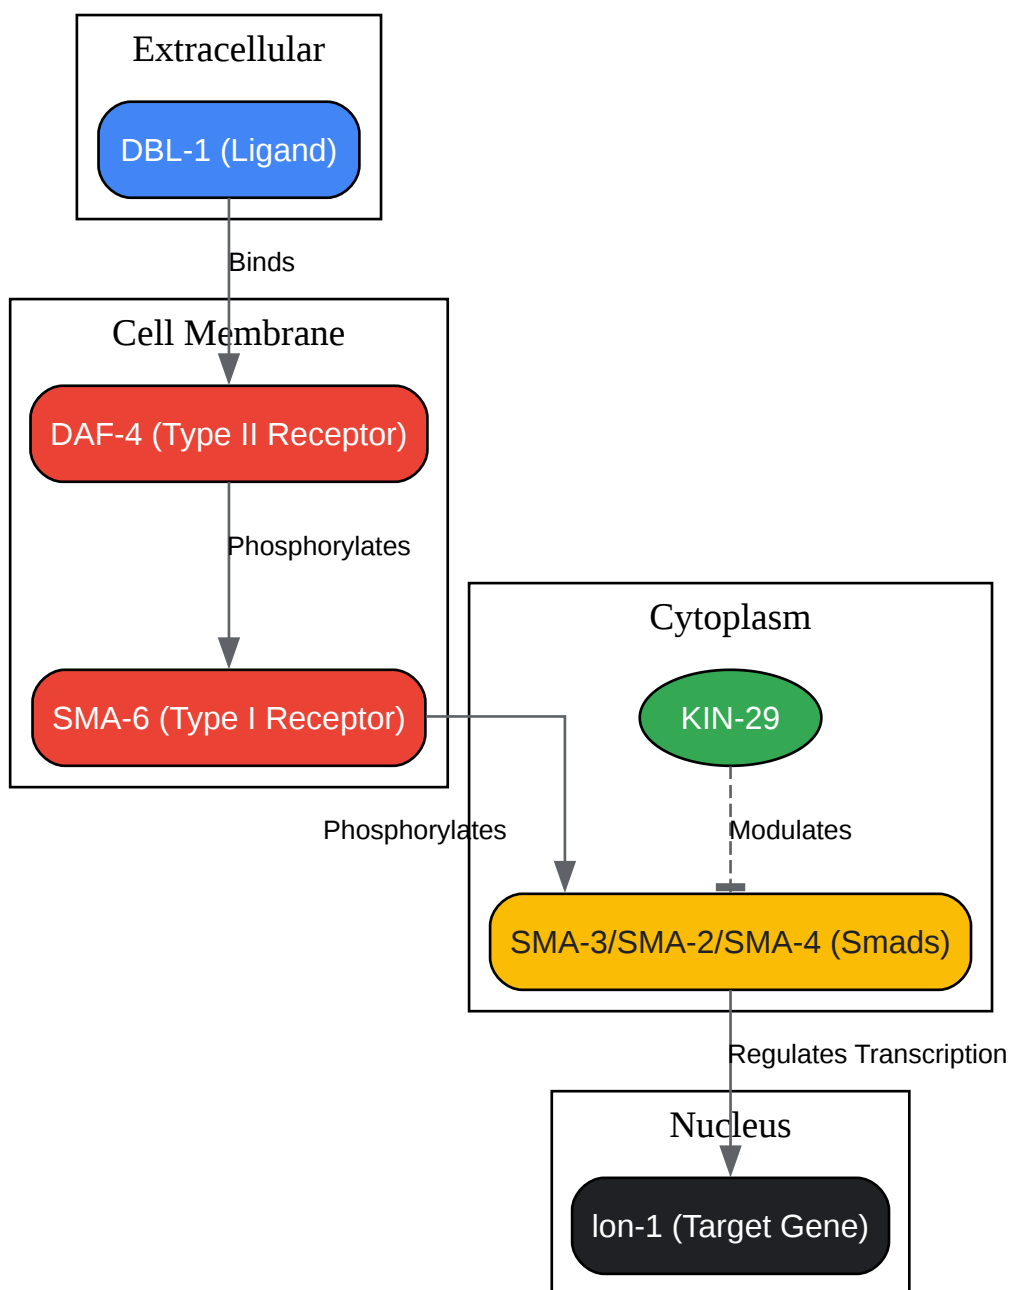 Extracellular
DBL-1 (Ligand)
Binds
Cell Membrane
DAF-4 (Type II Receptor)
Phosphorylates
SMA-6 (Type I Receptor)
Cytoplasm
KIN-29
Phosphorylates
Modulates
SMA-3/SMA-2/SMA-4 (Smads)
Regulates Transcription
Nucleus
lon-1 (Target Gene)